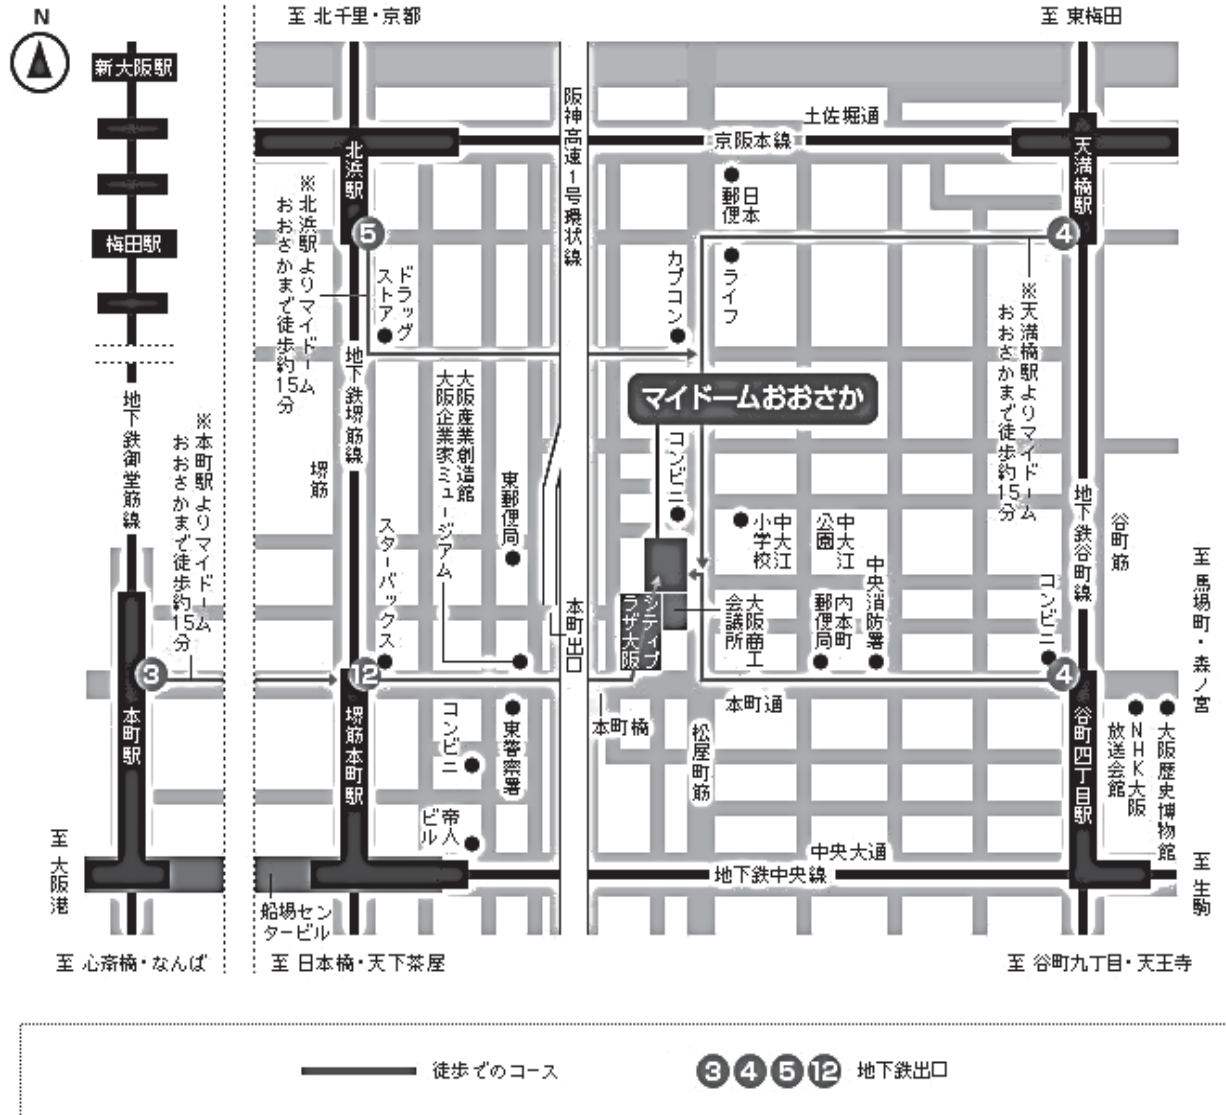 N
至 北千里・京都
至 東梅田
新大阪駅
梅田駅
地下鉄御堂筋線
※本町駅よりマイドーム
おおさかまで徒歩約15分
3
本町駅
至 大阪港
至 心斎橋・なんば
北浜駅
5
※北浜駅よりマイドーム
おおさかまで徒歩約15分
ドラッグ
ストア
地下鉄堺筋線
堺筋
大阪産業創造館
大阪企業家ミュージアム
東郵便局
スターバックス
12
堺筋本町駅
コンビニ
東警察署
帝人
ビル
船場セン
タービル
至 日本橋・天下茶屋
阪神高速1号環状線
本町出口
土佐堀通
京阪本線
日本
郵便
カプコン
ライフ
マイドームおおさか
コンビニ
中大江
小学校
中大江
公園
シティプ
ラザ大阪
大阪商工
会議所
内本町
郵便局
中央消防署
本町橋
本町通
松屋町筋
天満橋駅
4
※天満橋駅よりマイドーム
おおさかまで徒歩約15分
地下鉄谷町線
谷町筋
コンビニ
4
谷町四丁目駅
至 馬場町・森ノ宮
NHK大阪
放送会館
大阪歴史博物館
中央大通
地下鉄中央線
至 生駒
至 谷町九丁目・天王寺
徒歩でのコース
3 4 5 12 地下鉄出口